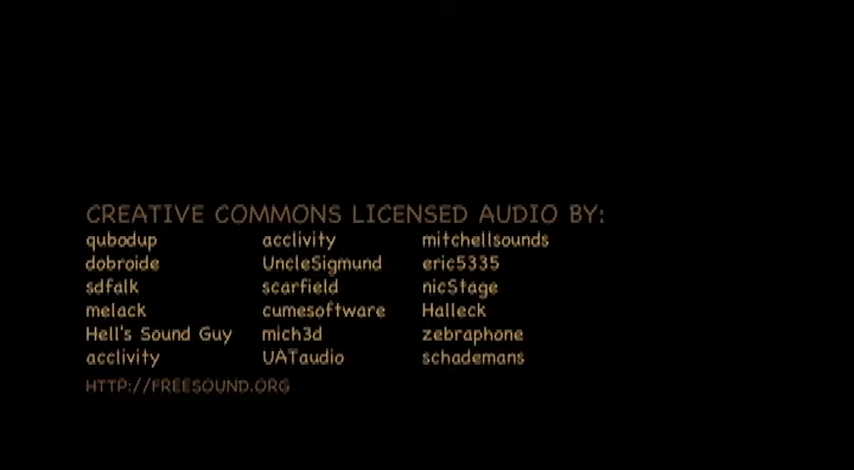 CREATIVE COMMONS LICENSED AUDIO BY:
qubodup acclivity mitchellsounds
dobroide UncleSigmund eric5335
sdfalk scarfield nicStage
melack cumesoftware Halleck
Hell's Sound Guy mich3d zebraphone
acclivity UATaudio schademans
HTTP://FREESOUND.ORG